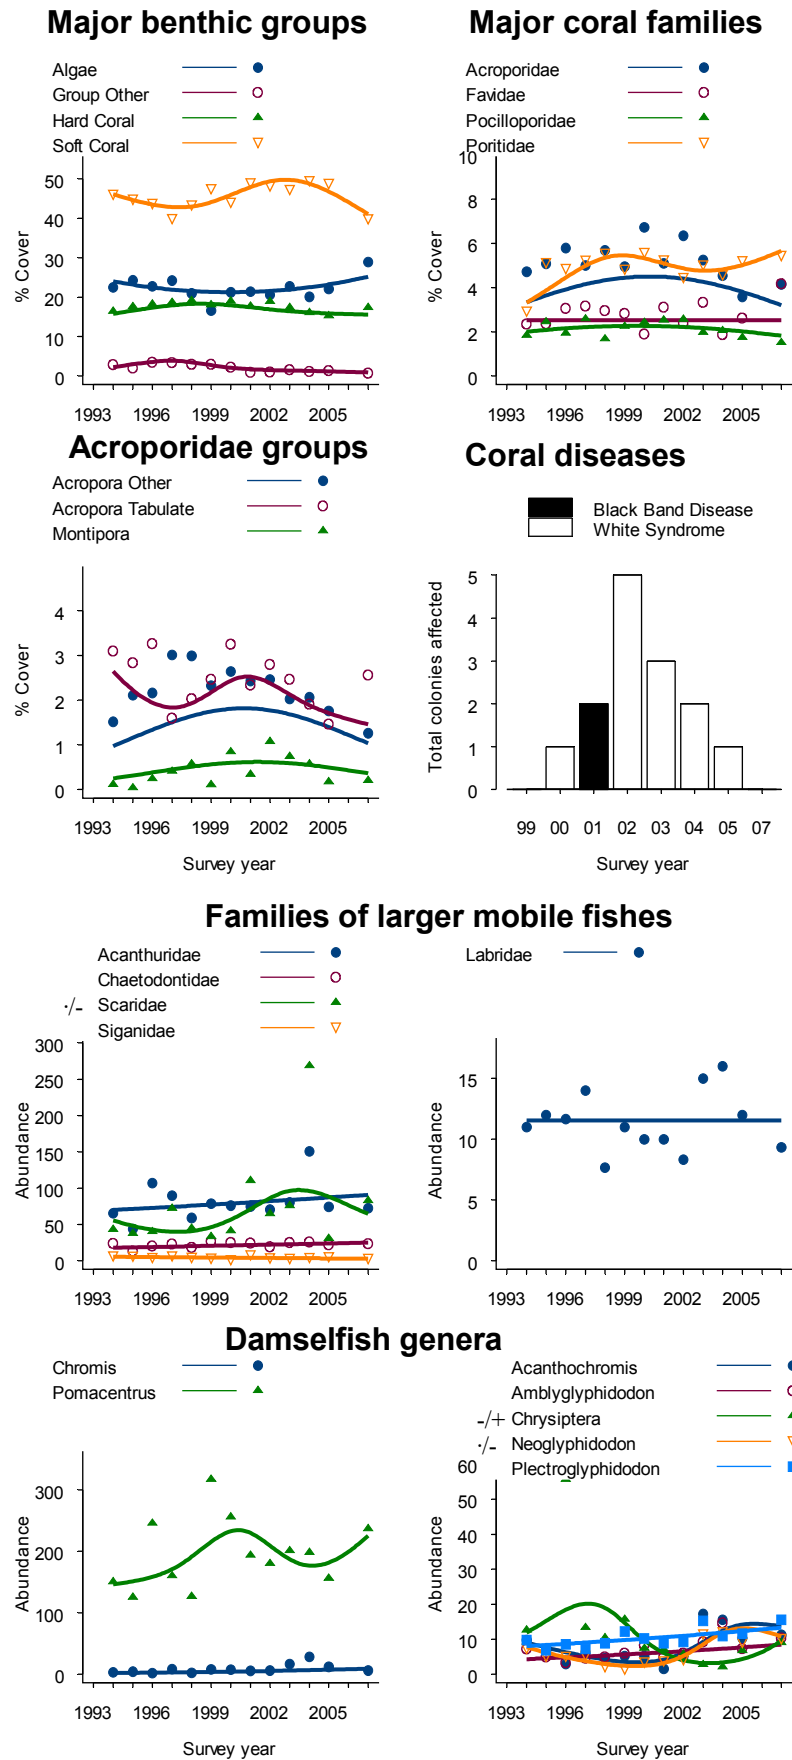 Major benthic groups
Algae
Group Other
Hard Coral
Soft Coral
% Cover
50
40
30
20
10
0
1993 1996 1999 2002 2005
Major coral families
Acroporidae
Favidae
Pocilloporidae
Poritidae
% Cover
10
8
6
4
2
0
1993 1996 1999 2002 2005
Acroporidae groups
Acropora Other
Acropora Tabulate
Montipora
% Cover
4
3
2
1
0
1993 1996 1999 2002 2005
Survey year
Coral diseases
Black Band Disease
White Syndrome
Total colonies affected
5
4
3
2
1
0
99 00 01 02 03 04 05 07
Survey year
Families of larger mobile fishes
Acanthuridae
Chaetodontidae
·/- Scaridae
Siganidae
Abundance
300
250
200
150
100
50
0
1993 1996 1999 2002 2005
Labridae
Abundance
15
10
5
0
1993 1996 1999 2002 2005
Damselfish genera
Chromis
Pomacentrus
Abundance
300
200
100
0
1993 1996 1999 2002 2005
Survey year
Acanthochromis
Amblyglyphidodon
-/+ Chrysiptera
·/- Neoglyphidodon
Plectroglyphidodon
Abundance
60
50
40
30
20
10
0
1993 1996 1999 2002 2005
Survey year